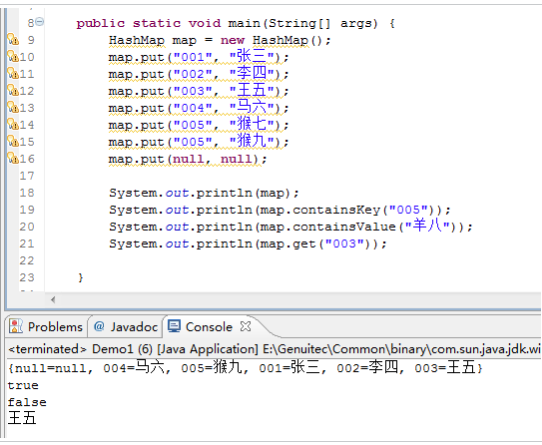 8 public static void main(String[] args) {
9 HashMap map = new HashMap();
10 map.put("001", "张三");
11 map.put("002", "李四");
12 map.put("003", "王五");
13 map.put("004", "马六");
14 map.put("005", "猴七");
15 map.put("005", "猴九");
16 map.put(null, null);
17
18 System.out.println(map);
19 System.out.println(map.containsKey("005"));
20 System.out.println(map.containsValue("羊八"));
21 System.out.println(map.get("003"));
22
23 }
Problems @ Javadoc Console
<terminated> Demo1 (6) [Java Application] E:\Genuitec\Common\binary\com.sun.java.jdk.wi
{null=null, 004=马六, 005=猴九, 001=张三, 002=李四, 003=王五}
true
false
王五